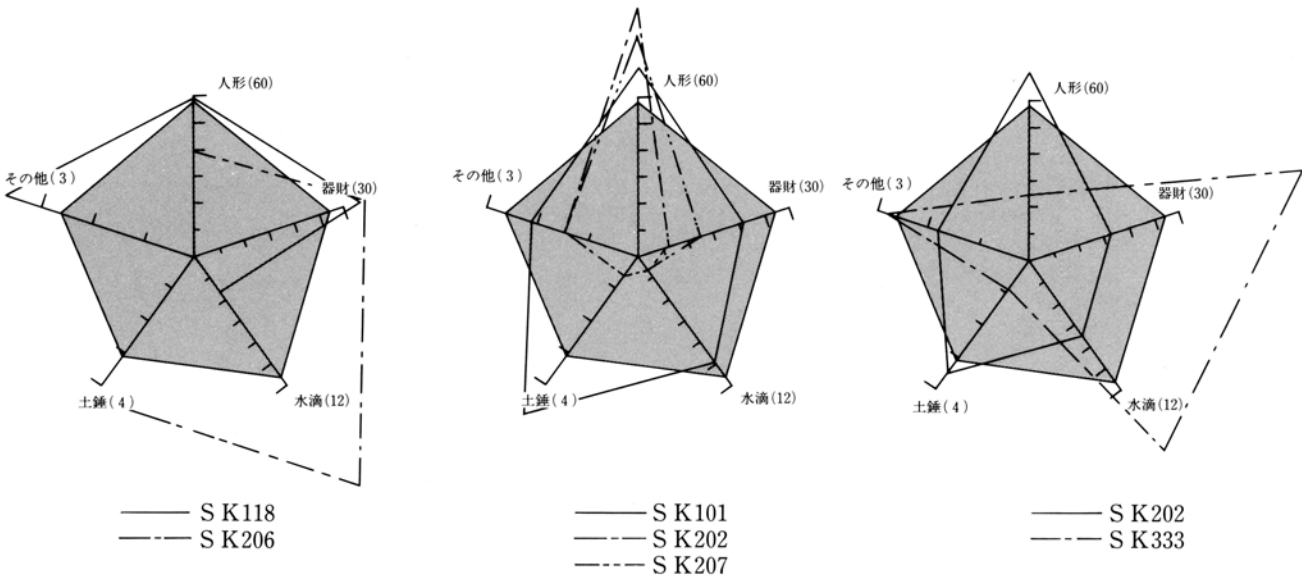 人形(60)
その他(3)
器財(30)
土錘(4)
水滴(12)
SK118
SK206
人形(60)
その他(3)
器財(30)
土錘(4)
水滴(12)
SK101
SK202
SK207
人形(60)
その他(3)
器財(30)
土錘(4)
水滴(12)
SK202
SK333